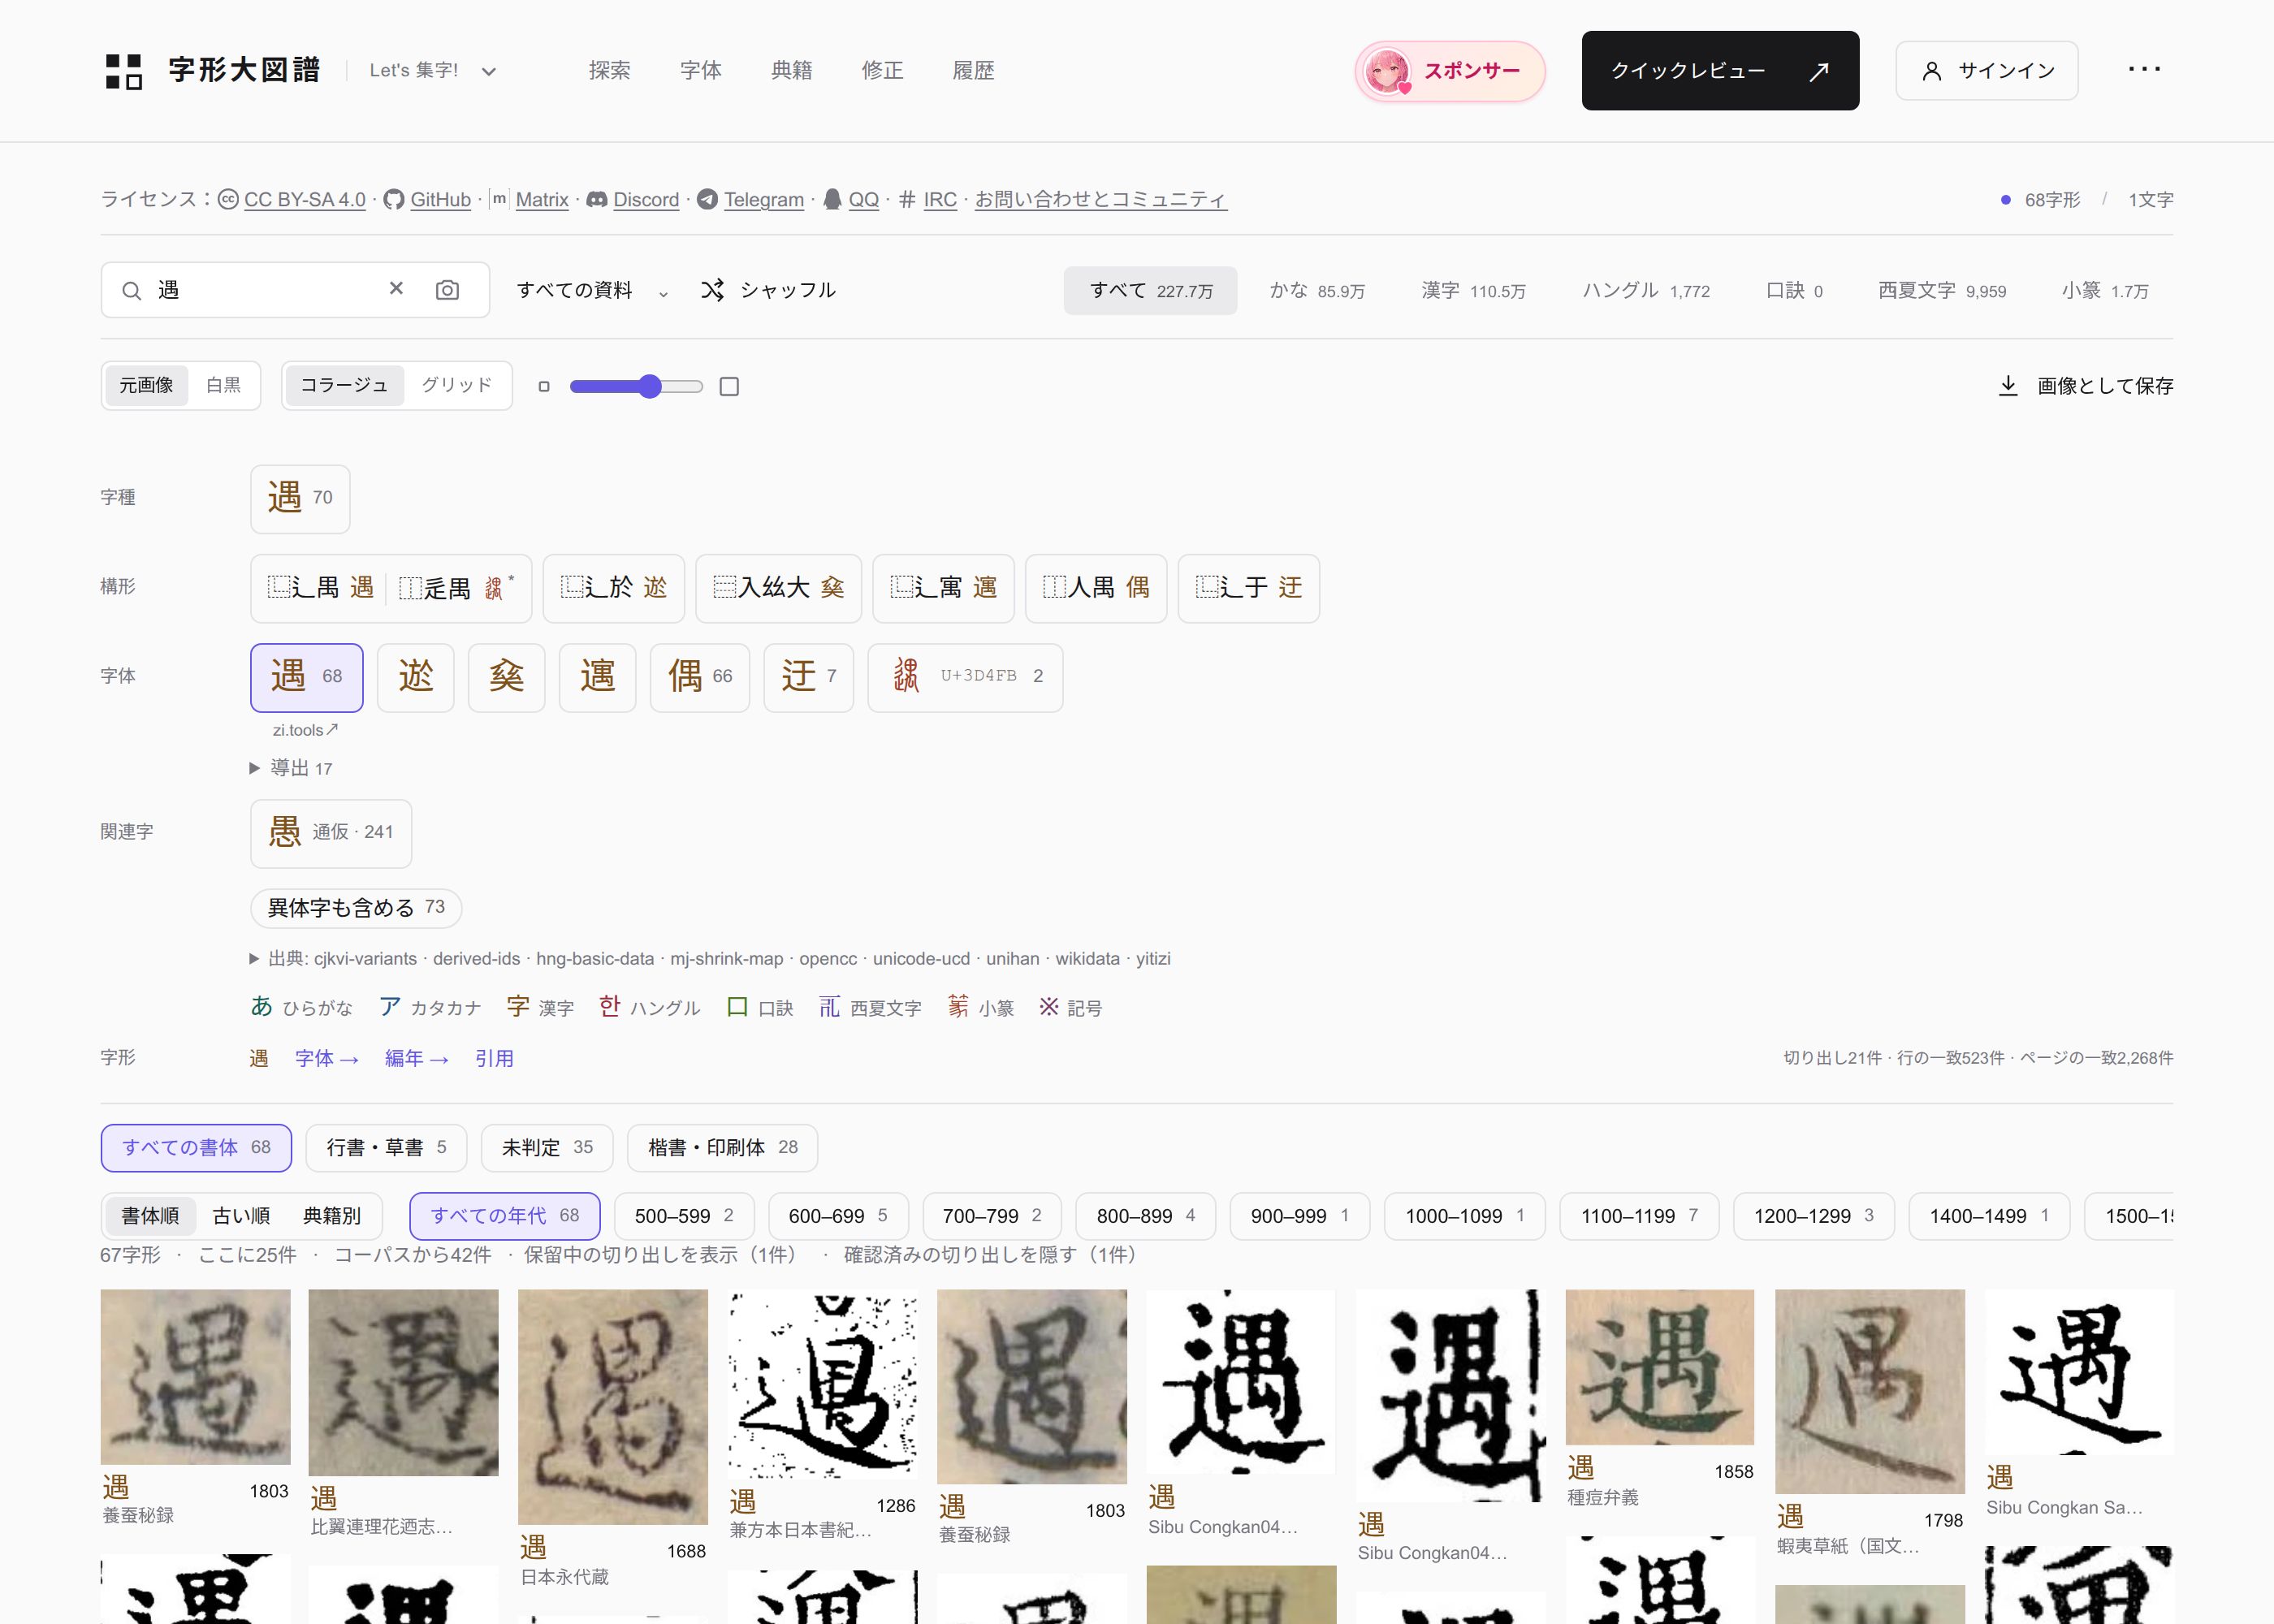 字形大図譜 Let's 集字! 探索 字体 典籍 修正 履歴 スポンサー クイックレビュー ↗ サインイン ···
ライセンス：CC BY-SA 4.0 · GitHub · [m] Matrix · Discord · Telegram · QQ · # IRC · お問い合わせとコミュニティ 68字形 / 1文字
遇 すべての資料 シャッフル すべて 227.7万 かな 85.9万 漢字 110.5万 ハングル 1,772 口訣 0 西夏文字 9,959 小篆 1.7万
元画像 白黒 コラージュ グリッド 画像として保存
字種 遇 70
構形 ⿺辶禺 遇 ⿰辵禺 * ⿺辶於 遾 ⿱入𢆶大 ⿺辶寓 ⿰人禺 偶 ⿺辶于 迂
字体 遇 68 偶 66 迂 7 U+3D4FB 2
zi.tools↗
▶ 導出 17
関連字 愚 通仮 · 241
異体字も含める 73
▶ 出典: cjkvi-variants · derived-ids · hng-basic-data · mj-shrink-map · opencc · unicode-ucd · unihan · wikidata · yitizi
あ ひらがな ア カタカナ 字 漢字 한 ハングル 口 口訣 西夏文字 篆 小篆 ※ 記号
字形 遇 字体 → 編年 → 引用 切り出し21件 · 行の一致523件 · ページの一致2,268件
すべての書体 68 行書・草書 5 未判定 35 楷書・印刷体 28
書体順 古い順 典籍別 すべての年代 68 500–599 2 600–699 5 700–799 2 800–899 4 900–999 1 1000–1099 1 1100–1199 7 1200–1299 3 1400–1499 1 1500–15
67字形 · ここに25件 · コーパスから42件 · 保留中の切り出しを表示（1件） · 確認済みの切り出しを隠す（1件）
遇 遇 遇 遇 遇 遇 遇 遇 遇 遇
遇 1803
養蚕秘録
遇
比翼連理花迺志…
遇 1688
日本永代蔵
遇 1286
兼方本日本書紀…
遇 1803
養蚕秘録
遇
Sibu Congkan04…
遇
Sibu Congkan04…
遇 1858
種痘弁義
遇 1798
蝦夷草紙（国文…
遇
Sibu Congkan Sa…